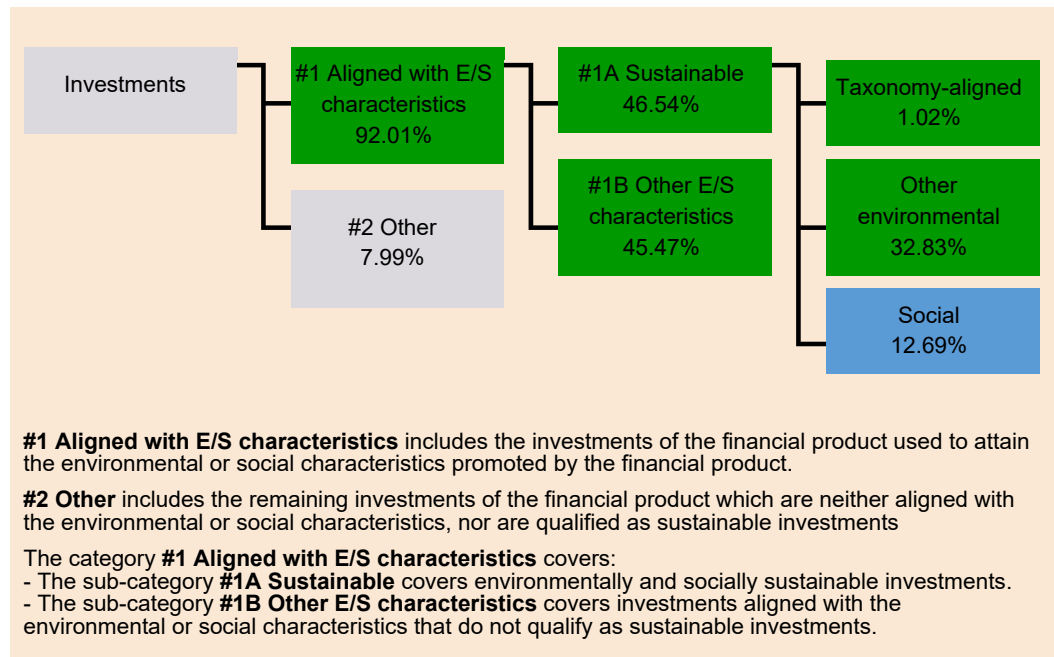 Investments
#1 Aligned with E/S
characteristics
92.01%
#2 Other
7.99%
#1A Sustainable
46.54%
#1B Other E/S
characteristics
45.47%
Taxonomy-aligned
1.02%
Other
environmental
32.83%
Social
12.69%
#1 Aligned with E/S characteristics includes the investments of the financial product used to attain
the environmental or social characteristics promoted by the financial product.
#2 Other includes the remaining investments of the financial product which are neither aligned with
the environmental or social characteristics, nor are qualified as sustainable investments
The category #1 Aligned with E/S characteristics covers:
- The sub-category #1A Sustainable covers environmentally and socially sustainable investments.
- The sub-category #1B Other E/S characteristics covers investments aligned with the
environmental or social characteristics that do not qualify as sustainable investments.